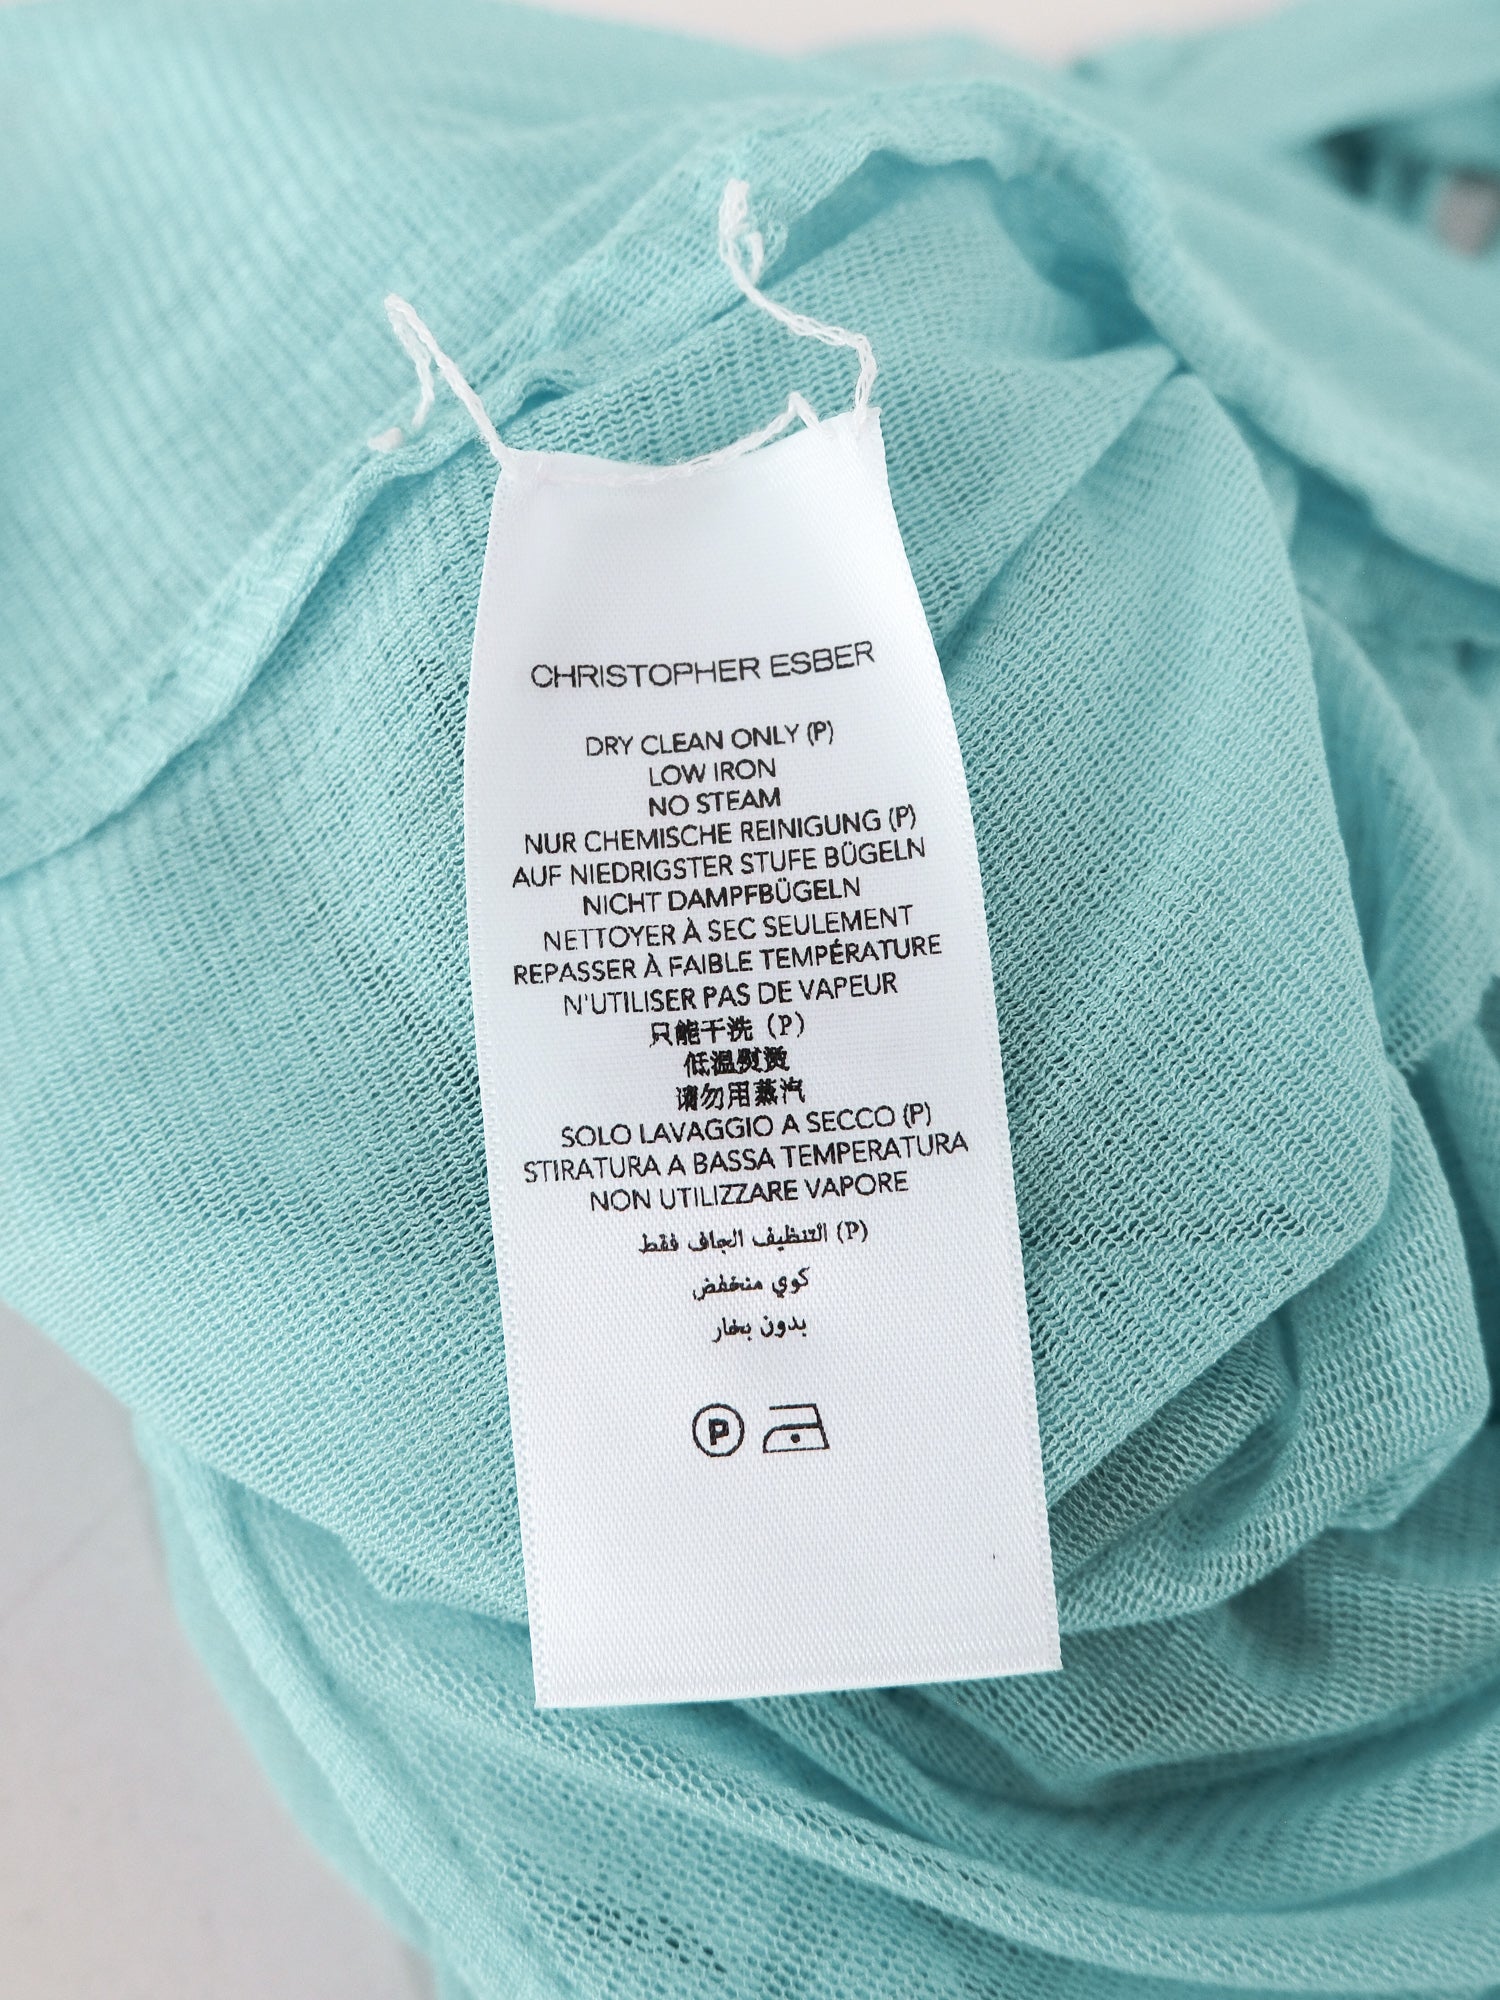 CHRISTOPHER ESBER
DRY CLEAN ONLY (P)
LOW IRON
NO STEAM
NUR CHEMISCHE REINIGUNG (P)
AUF NIEDRIGSTER STUFE BÜGELN
NICHT DAMPFBÜGELN
NETTOYER À SEC SEULEMENT
REPASSER À FAIBLE TEMPÉRATURE
N'UTILISER PAS DE VAPEUR
只能干洗（P）
低温熨烫
请勿用蒸汽
SOLO LAVAGGIO A SECCO (P)
STIRATURA A BASSA TEMPERATURA
NON UTILIZZARE VAPORE
(P) التنظيف الجاف فقط
كوي منخفض
بدون بخار
P